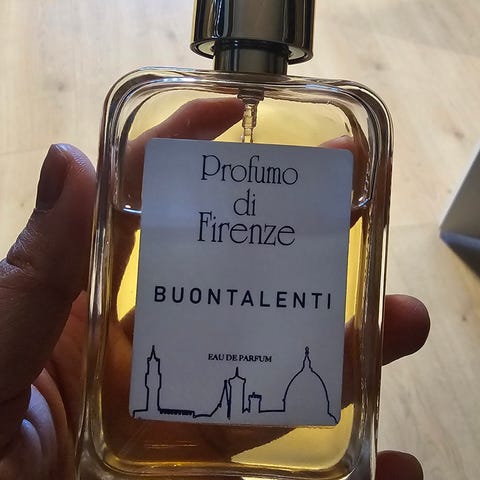 Profumo
di
Firenze
BUONTALENTI
EAU DE PARFUM